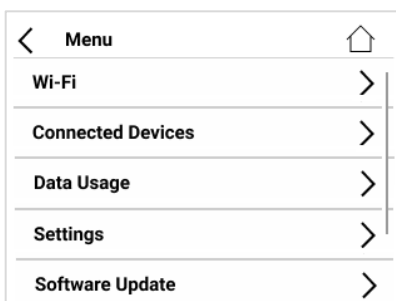 Menu
Wi-Fi
Connected Devices
Data Usage
Settings
Software Update